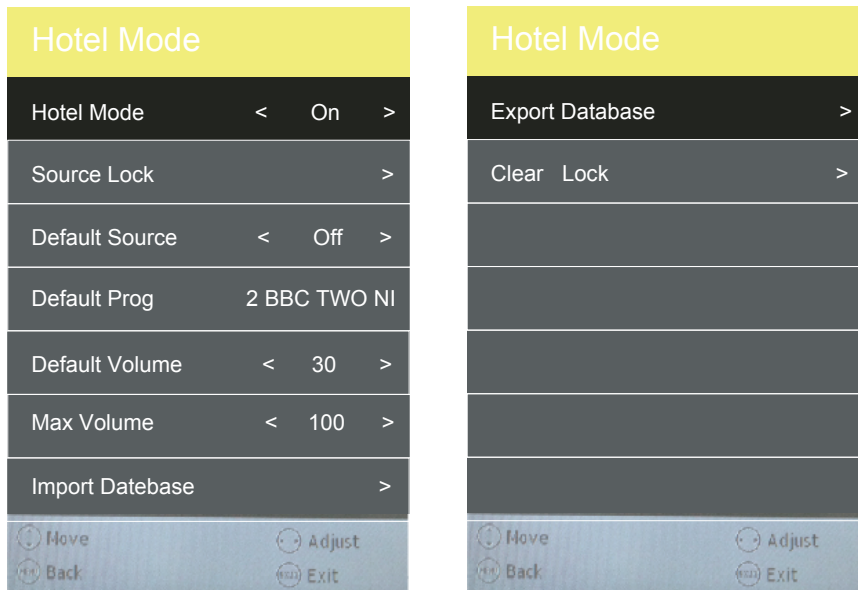 Hotel Mode
Hotel Mode < On >
Source Lock >
Default Source < Off >
Default Prog 2 BBC TWO NI
Default Volume < 30 >
Max Volume < 100 >
Import Datebase >
Move Adjust
Back Exit
Hotel Mode
Export Database >
Clear Lock >
Move Adjust
Back Exit